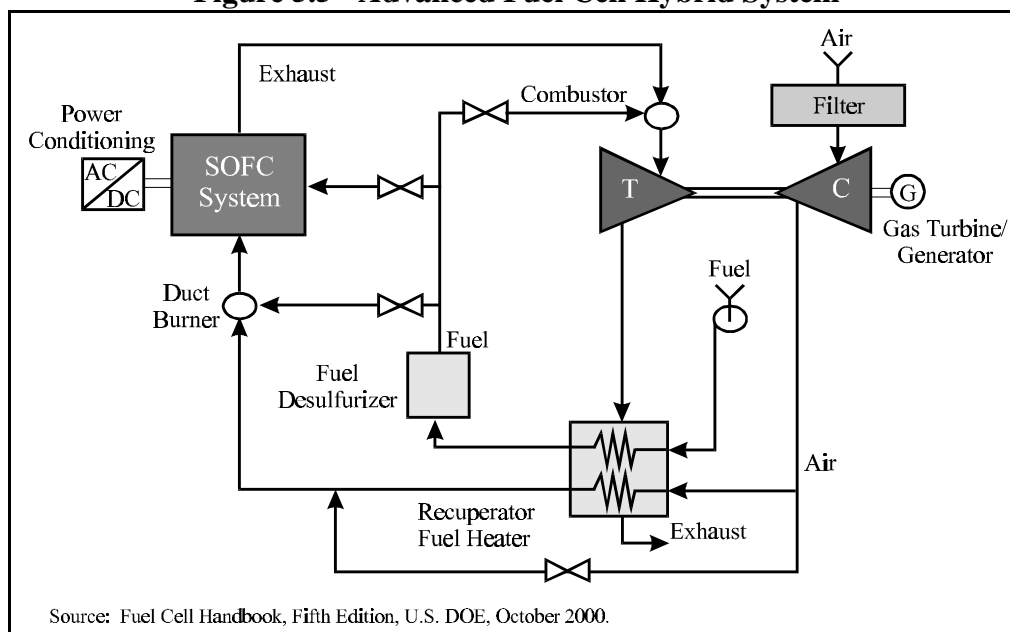 Figure 3.3 - Advanced Fuel Cell Hybrid System
Air
Exhaust
Combustor
Filter
Power
Conditioning
AC
DC
SOFC
System
T
C
G
Gas Turbine/
Generator
Fuel
Duct
Burner
Fuel
Fuel
Desulfurizer
Air
Recuperator
Fuel Heater
Exhaust
Source: Fuel Cell Handbook, Fifth Edition, U.S. DOE, October 2000.